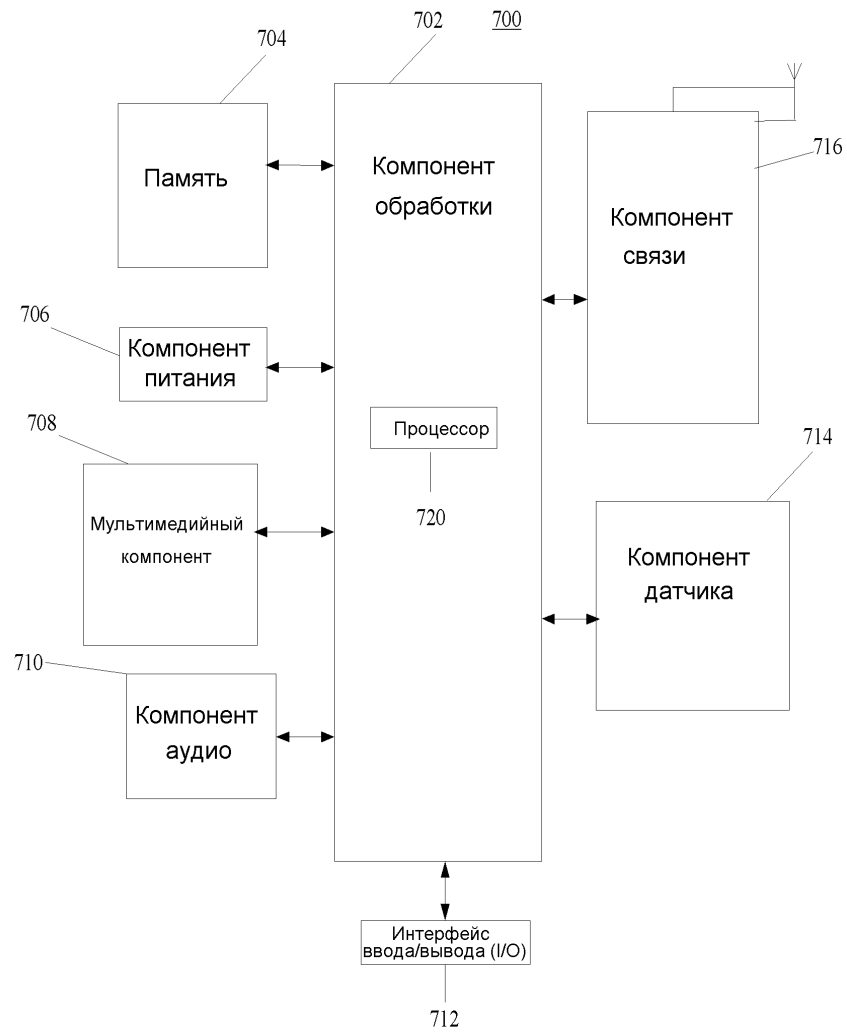 702
700
704
Память
Компонент
обработки
716
Компонент
связи
706
Компонент
питания
708
Процессор
720
714
Мультимедийный
компонент
Компонент
датчика
710
Компонент
аудио
Интерфейс
ввода/вывода (I/O)
712